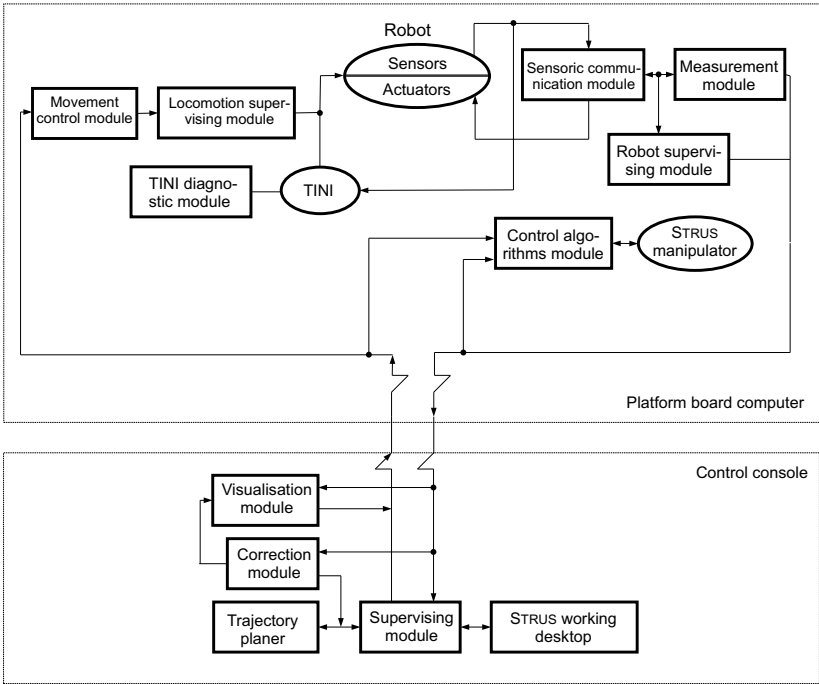 Robot
Sensors
Actuators
Sensoric commu-
nication module
Measurement
module
Movement
control module
Locomotion super-
vising module
Robot supervi-
sing module
TINI diagno-
stic module
TINI
Control algo-
rithms module
STRUS
manipulator
Platform board computer
Control console
Visualisation
module
Correction
module
Trajectory
planer
Supervising
module
STRUS working
desktop